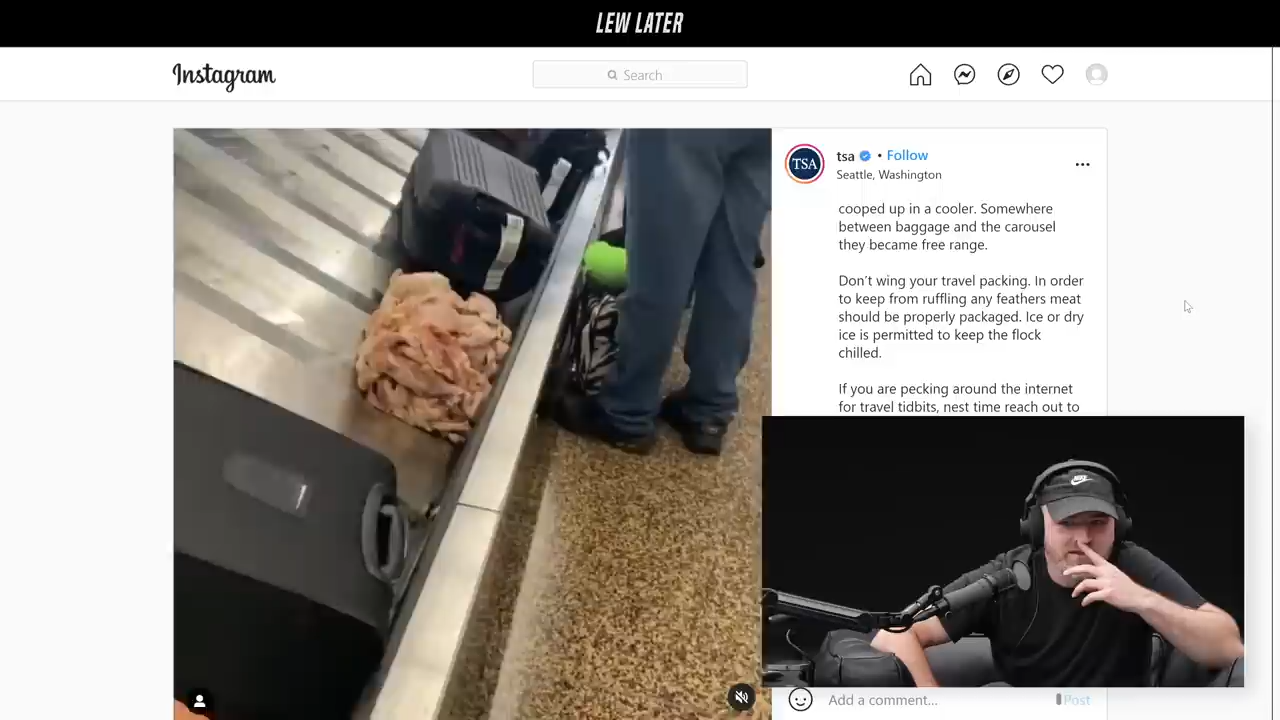 LEW LATER
Instagram
Search
TSA
tsa • Follow
Seattle, Washington
cooped up in a cooler. Somewhere
between baggage and the carousel
they became free range.
Don’t wing your travel packing. In order
to keep from ruffling any feathers meat
should be properly packaged. Ice or dry
ice is permitted to keep the flock
chilled.
If you are pecking around the internet
for travel tidbits, nest time reach out to
Add a comment...
Post